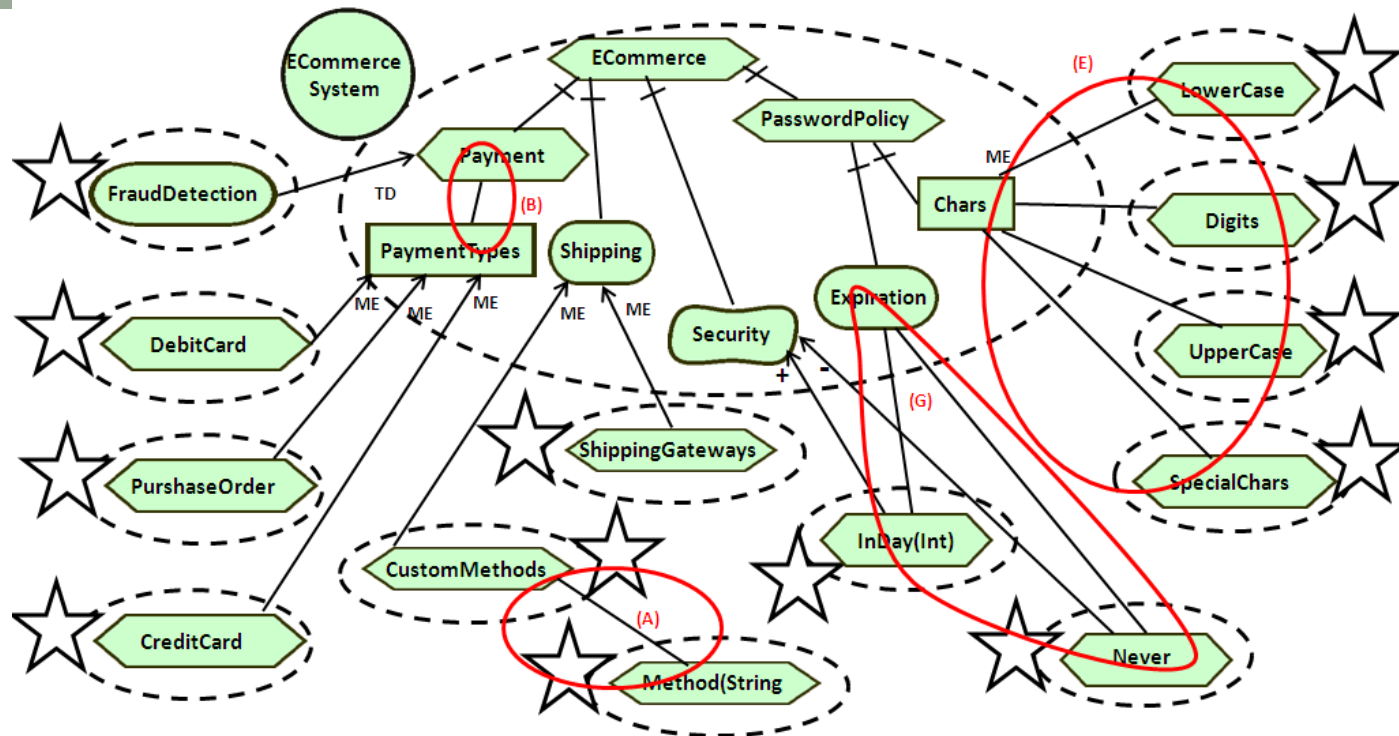 ECommerce
System
ECommerce
(E)
LowerCase
PasswordPolicy
Payment
ME
FraudDetection
TD
(B)
Chars
Digits
PaymentTypes
Shipping
Expiration
ME
ME
ME
ME
ME
Security
DebitCard
UpperCase
+
-
(G)
ShippingGateways
PurshaseOrder
SpecialChars
InDay(Int)
CustomMethods
(A)
CreditCard
Never
Method(String